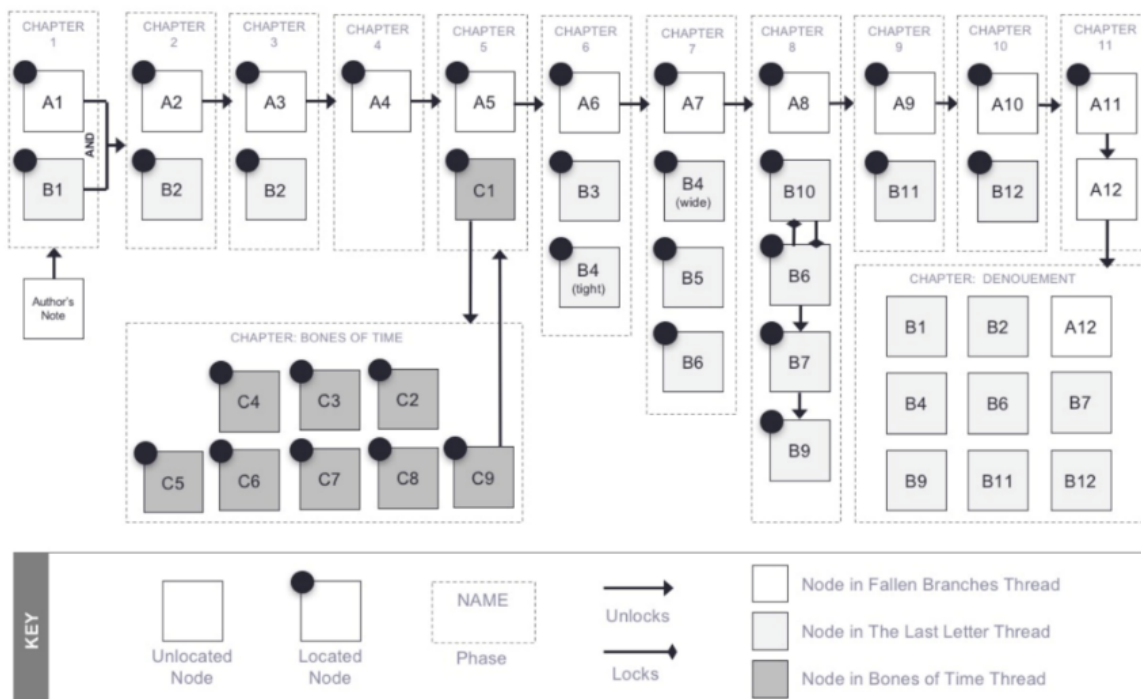 CHAPTER
1
CHAPTER
2
CHAPTER
3
CHAPTER
4
CHAPTER
5
CHAPTER
6
CHAPTER
7
CHAPTER
8
CHAPTER
9
CHAPTER
10
CHAPTER
11
A1
A2
A3
A4
A5
A6
A7
A8
A9
A10
A11
AND
B1
B2
B2
C1
B3
B4
(wide)
B10
B11
B12
A12
Author's
Note
B4
(tight)
B5
B6
B6
B7
B9
CHAPTER: BONES OF TIME
C4
C3
C2
C5
C6
C7
C8
C9
CHAPTER: DENOUEMENT
B1
B2
A12
B4
B6
B7
B9
B11
B12
KEY
Unlocated
Node
Located
Node
NAME
Phase
Unlocks
Locks
Node in Fallen Branches Thread
Node in The Last Letter Thread
Node in Bones of Time Thread